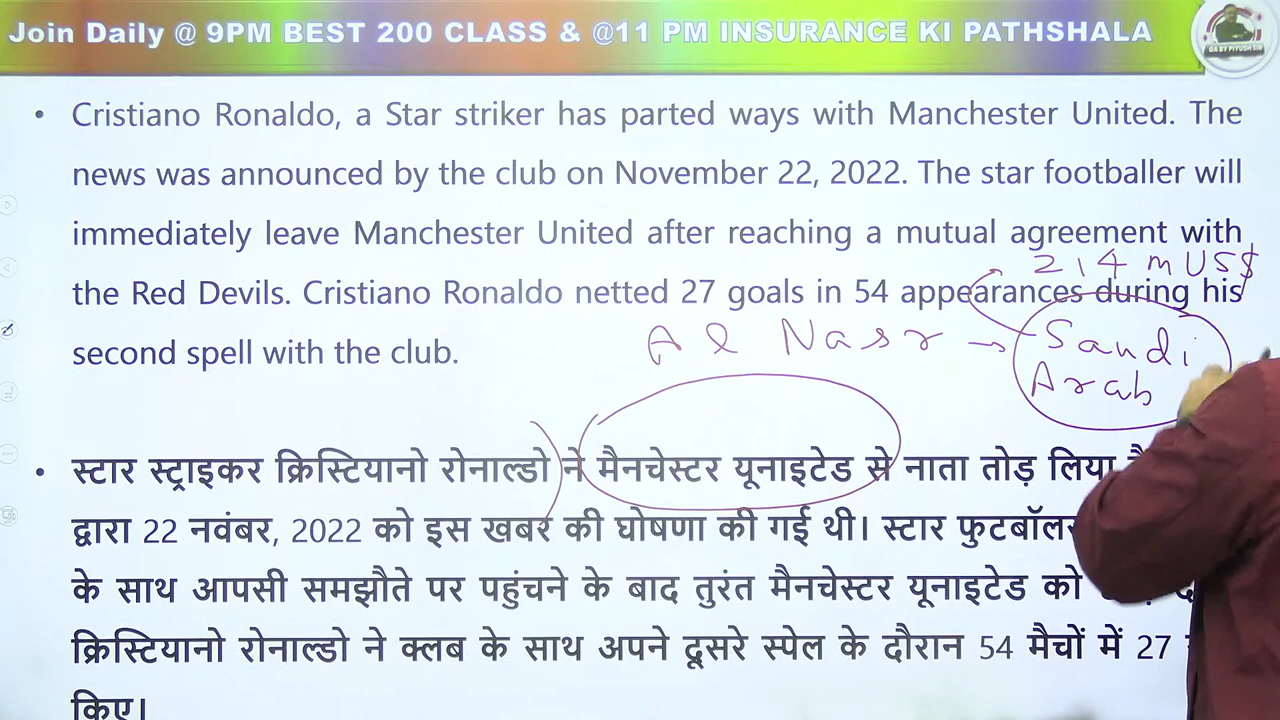 Join Daily @ 9PM BEST 200 CLASS & @11 PM INSURANCE KI PATHSHALA
GA BY PIYUSH SIR
• Cristiano Ronaldo, a Star striker has parted ways with Manchester United. The
news was announced by the club on November 22, 2022. The star footballer will
immediately leave Manchester United after reaching a mutual agreement with
214 m US$
the Red Devils. Cristiano Ronaldo netted 27 goals in 54 appearances during his
Al Nasr → Saudi
second spell with the club.
Arab
• स्टार स्ट्राइकर क्रिस्टियानो रोनाल्डो ने मैनचेस्टर यूनाइटेड से नाता तोड़ लिया
द्वारा 22 नवंबर, 2022 को इस खबर की घोषणा की गई थी। स्टार फुटबॉलर
के साथ आपसी समझौते पर पहुंचने के बाद तुरंत मैनचेस्टर यूनाइटेड को
क्रिस्टियानो रोनाल्डो ने क्लब के साथ अपने दूसरे स्पेल के दौरान 54 मैचों में 27
किए।